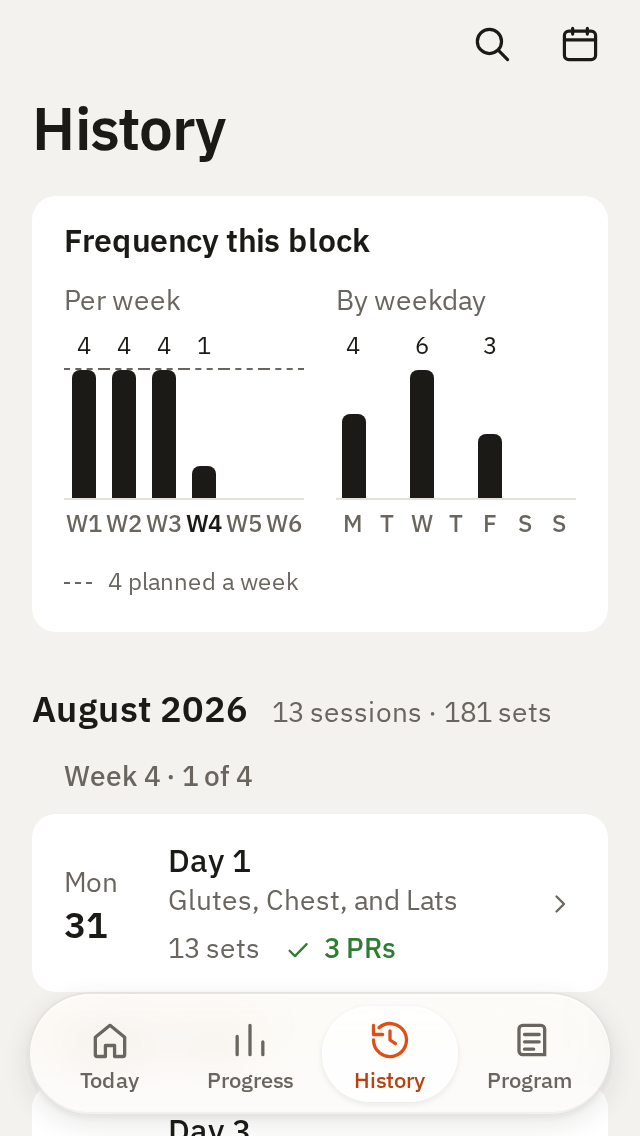 History
Frequency this block
Per week
4 4 4 1
W1 W2 W3 W4 W5 W6
4 planned a week
By weekday
4 6 3
M T W T F S S
August 2026 13 sessions · 181 sets
Week 4 · 1 of 4
Mon
31
Day 1
Glutes, Chest, and Lats
13 sets 3 PRs
Today Progress History Program
Day 3